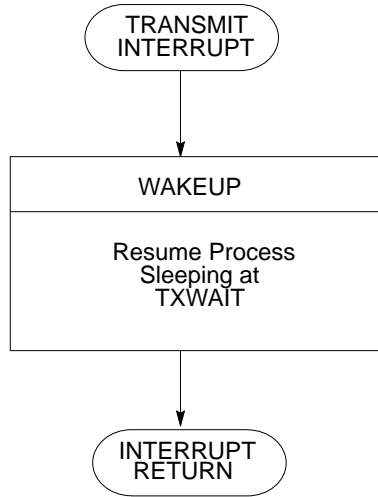 TRANSMIT
INTERRUPT
WAKEUP
Resume Process
Sleeping at
TXWAIT
INTERRUPT
RETURN